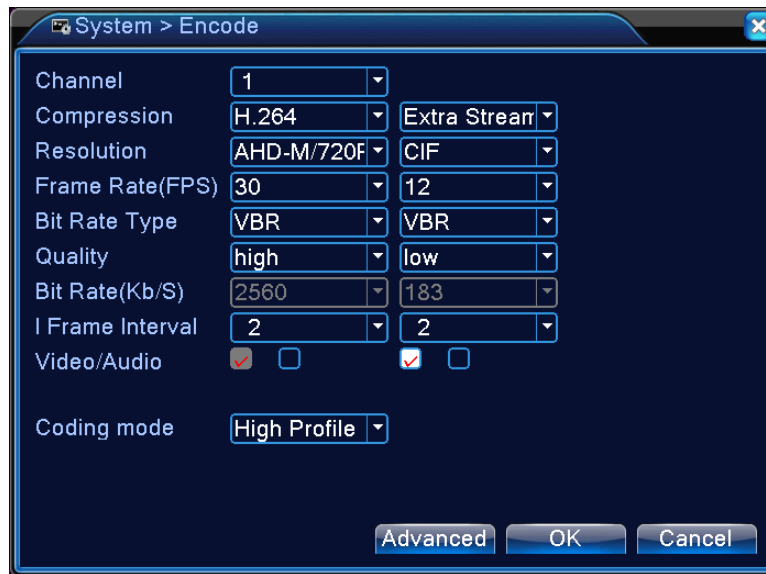 System > Encode
Channel 1
Compression H.264 Extra Stream
Resolution AHD-M/720P CIF
Frame Rate(FPS) 30 12
Bit Rate Type VBR VBR
Quality high low
Bit Rate(Kb/S) 2560 183
I Frame Interval 2 2
Video/Audio
Coding mode High Profile
Advanced OK Cancel